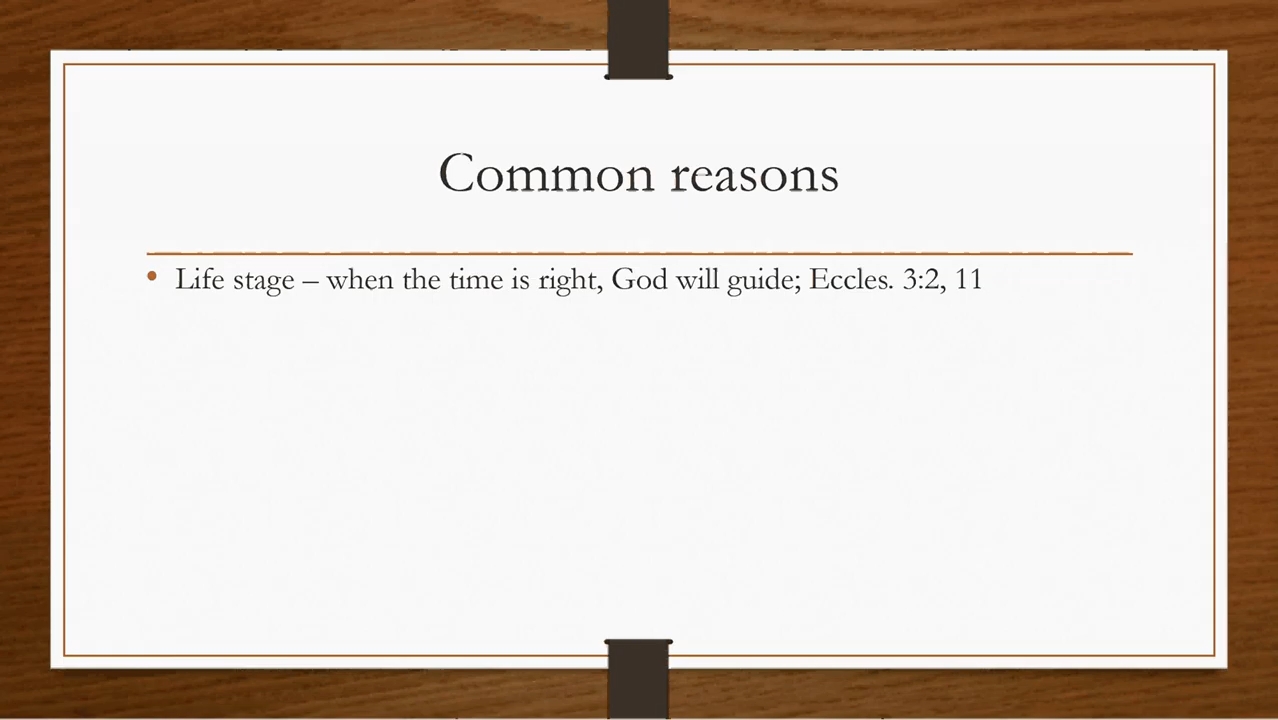 Common reasons
• Life stage – when the time is right, God will guide; Eccles. 3:2, 11